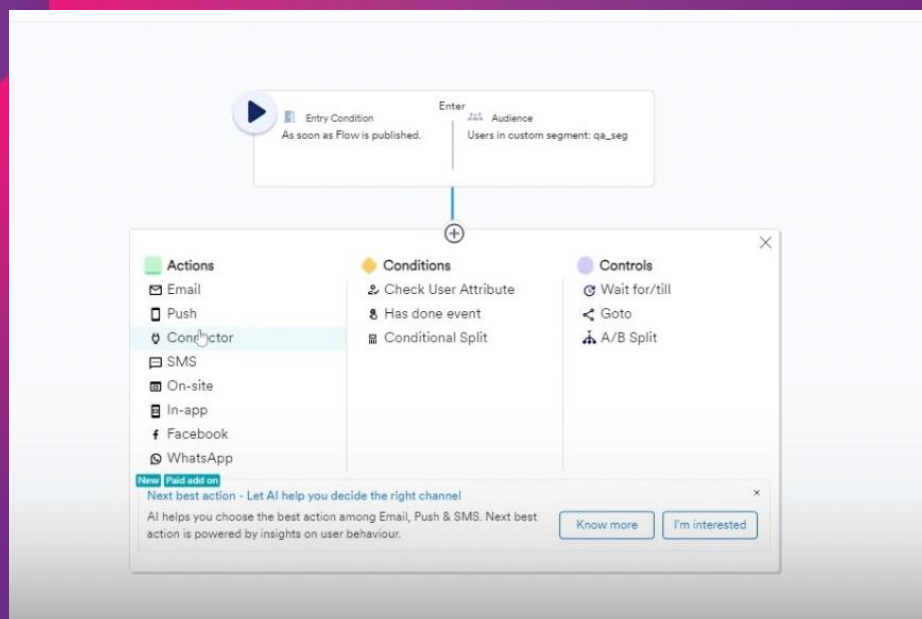 Enter
Entry Condition
As soon as Flow is published.
Audience
Users in custom segment: qa_seg
Actions
Email
Push
Connector
SMS
On-site
In-app
Facebook
WhatsApp
Conditions
Check User Attribute
Has done event
Conditional Split
Controls
Wait for/till
Goto
A/B Split
New Paid add on
Next best action - Let AI help you decide the right channel
AI helps you choose the best action among Email, Push & SMS. Next best
action is powered by insights on user behaviour.
Know more
I'm interested